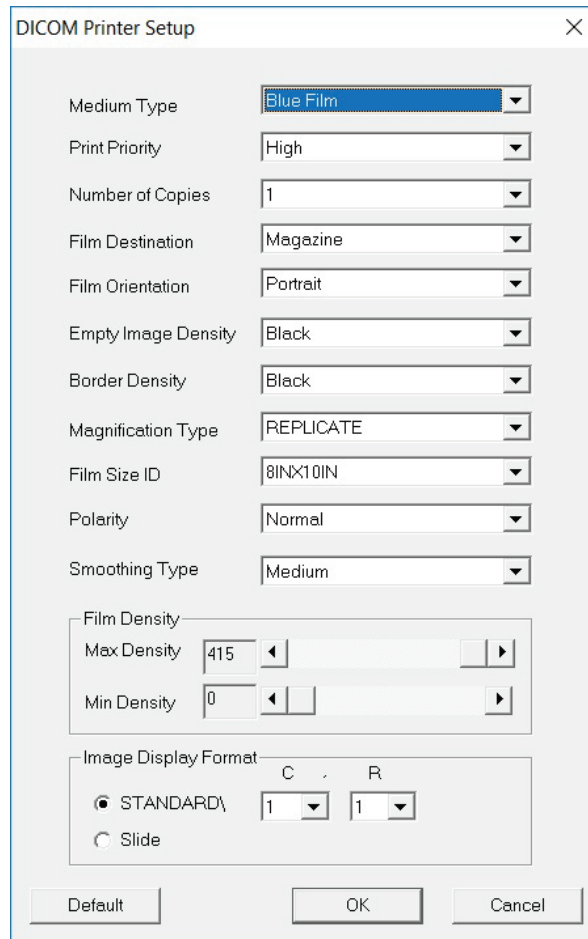 DICOM Printer Setup
Medium Type Blue Film
Print Priority High
Number of Copies 1
Film Destination Magazine
Film Orientation Portrait
Empty Image Density Black
Border Density Black
Magnification Type REPLICATE
Film Size ID 8INX10IN
Polarity Normal
Smoothing Type Medium
Film Density
Max Density 415
Min Density 0
Image Display Format
C , R
STANDARD\ 1 1
Slide
Default OK Cancel